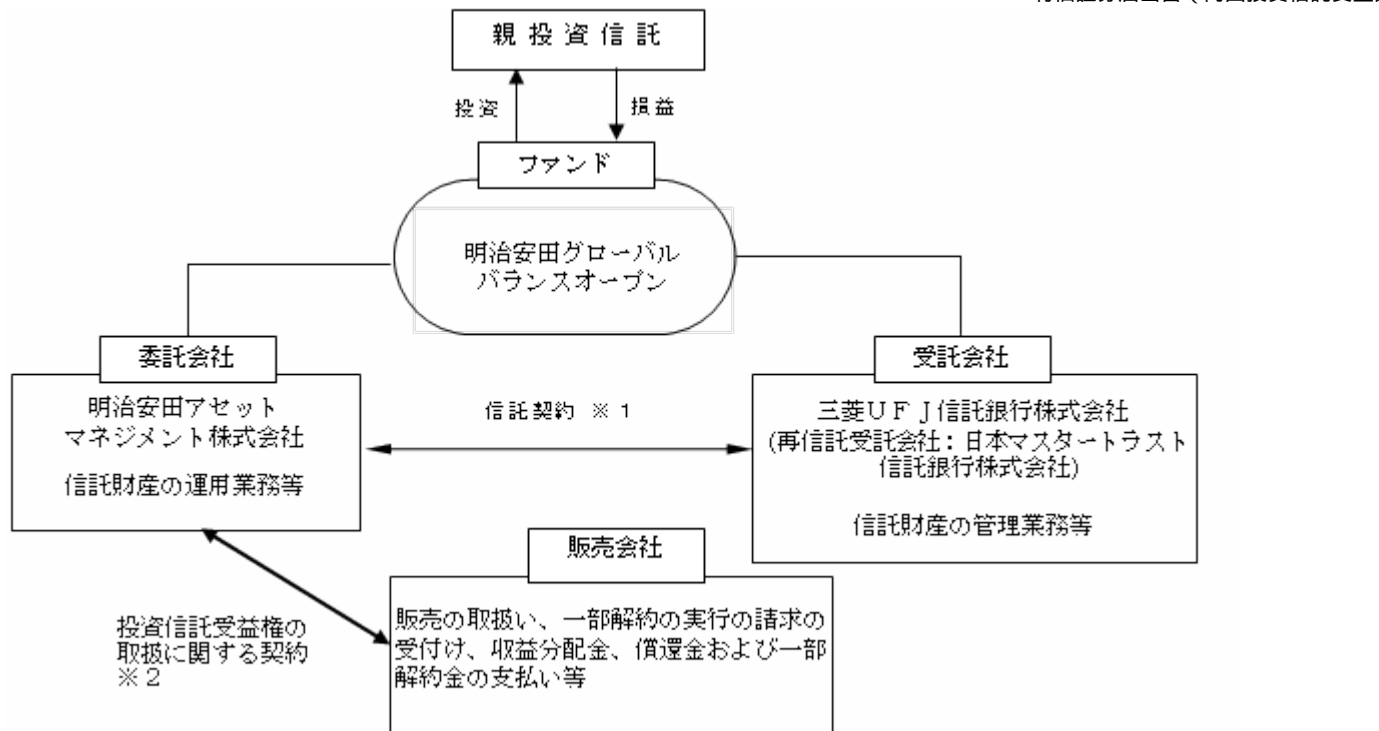 親投資信託
投資
損益
ファンド
明治安田グローバル
バランスオープン
委託会社
明治安田アセット
マネジメント株式会社
信託財産の運用業務等
信託契約 ※1
受託会社
三菱UFJ信託銀行株式会社
(再信託受託会社:日本マスタートラスト
信託銀行株式会社)
信託財産の管理業務等
販売会社
販売の取扱い、一部解約の実行の請求の
受付け、収益分配金、償還金および一部
解約金の支払い等
投資信託受益権の
取扱に関する契約
※2